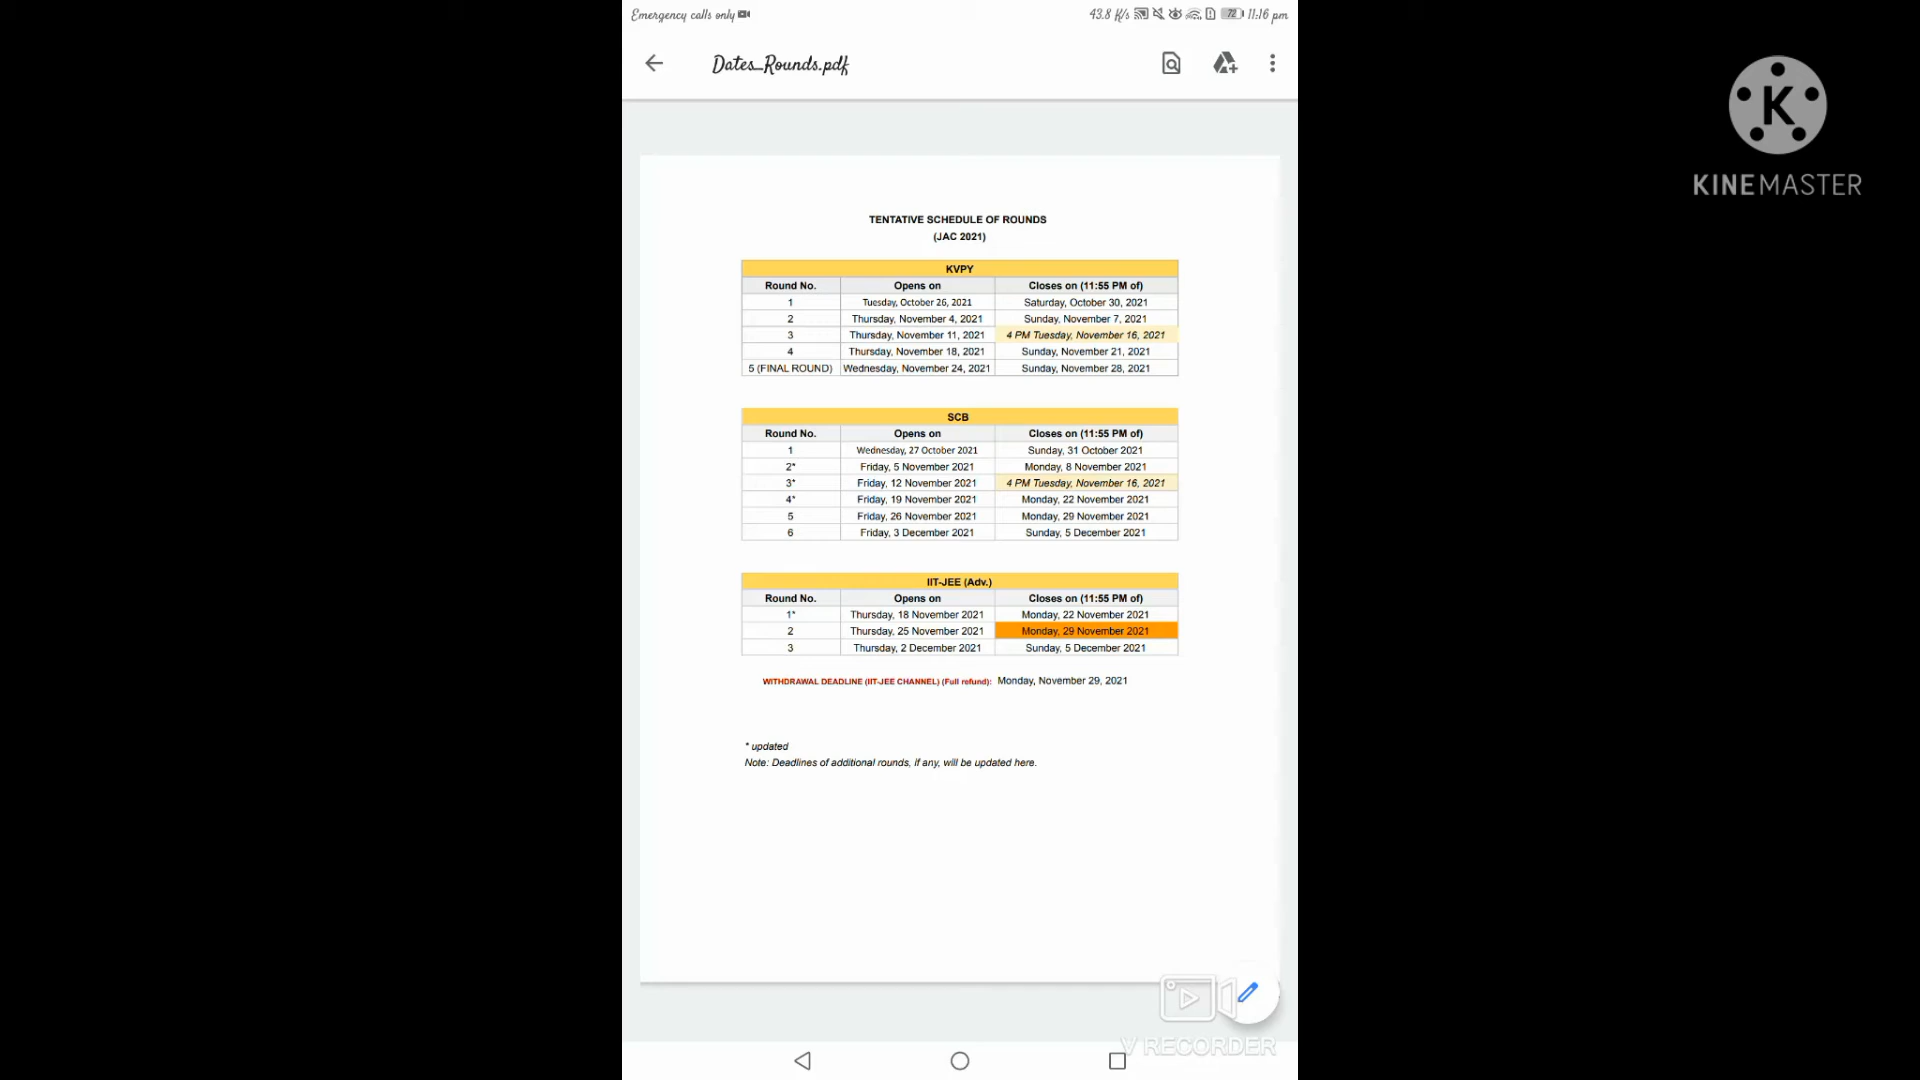 Emergency calls only
43.8 K/s 72 11:16 pm
Dates_Rounds.pdf
K
KINEMASTER
TENTATIVE SCHEDULE OF ROUNDS
(JAC 2021)
KVPY
Round No. Opens on Closes on (11:55 PM of)
1 Tuesday, October 26, 2021 Saturday, October 30, 2021
2 Thursday, November 4, 2021 Sunday, November 7, 2021
3 Thursday, November 11, 2021 4 PM Tuesday, November 16, 2021
4 Thursday, November 18, 2021 Sunday, November 21, 2021
5 (FINAL ROUND) Wednesday, November 24, 2021 Sunday, November 28, 2021
SCB
Round No. Opens on Closes on (11:55 PM of)
1 Wednesday, 27 October 2021 Sunday, 31 October 2021
2* Friday, 5 November 2021 Monday, 8 November 2021
3* Friday, 12 November 2021 4 PM Tuesday, November 16, 2021
4* Friday, 19 November 2021 Monday, 22 November 2021
5 Friday, 26 November 2021 Monday, 29 November 2021
6 Friday, 3 December 2021 Sunday, 5 December 2021
IIT-JEE (Adv.)
Round No. Opens on Closes on (11:55 PM of)
1* Thursday, 18 November 2021 Monday, 22 November 2021
2 Thursday, 25 November 2021 Monday, 29 November 2021
3 Thursday, 2 December 2021 Sunday, 5 December 2021
WITHDRAWAL DEADLINE (IIT-JEE CHANNEL) (Full refund): Monday, November 29, 2021
* updated
Note: Deadlines of additional rounds, if any, will be updated here.
V RECORDER